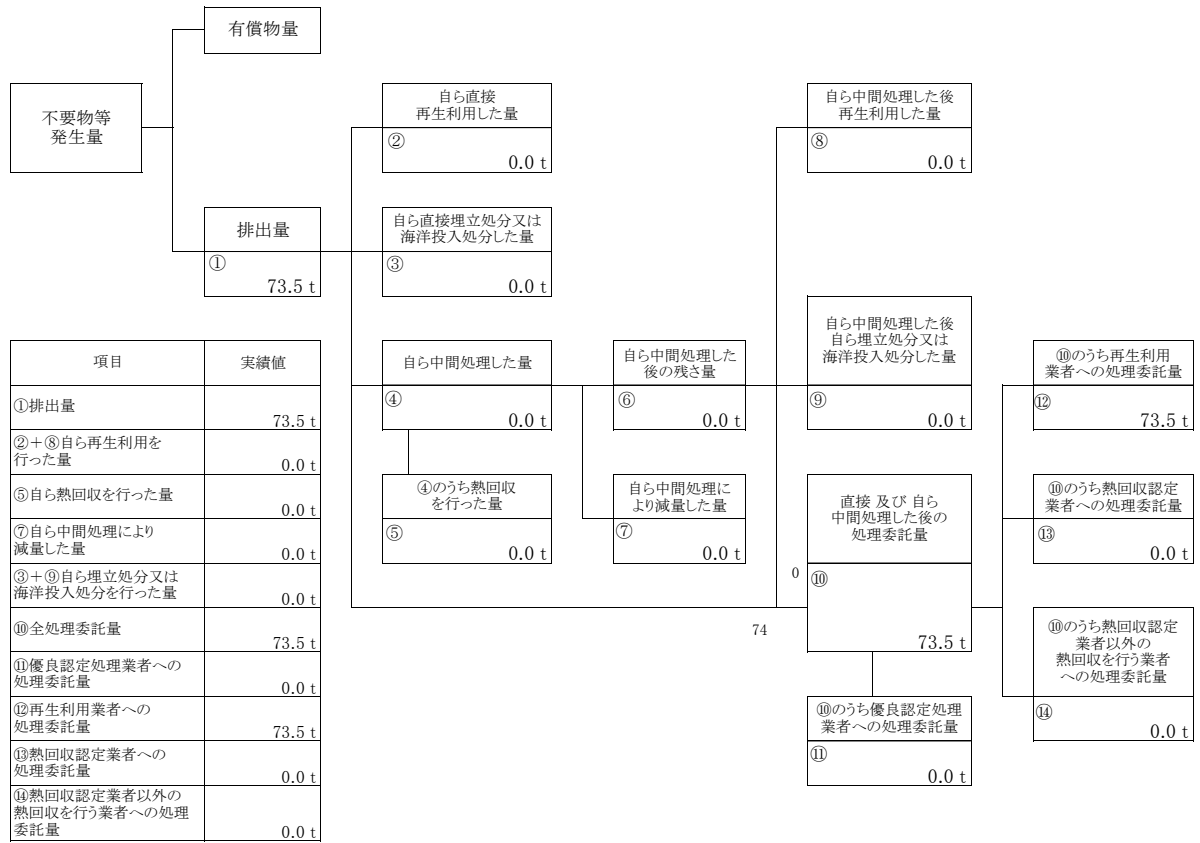 有償物量
不要物等
発生量
自ら直接
再生利用した量
②
0.0 t
自ら中間処理した後
再生利用した量
⑧
0.0 t
排出量
①
73.5 t
自ら直接埋立処分又は
海洋投入処分した量
③
0.0 t
自ら中間処理した量
④
0.0 t
自ら中間処理した
後の残さ量
⑥
0.0 t
自ら中間処理した後
自ら埋立処分又は
海洋投入処分した量
⑨
0.0 t
⑩のうち再生利用
業者への処理委託量
⑫
73.5 t
④のうち熱回収
を行った量
⑤
0.0 t
自ら中間処理に
より減量した量
⑦
0.0 t
直接 及び 自ら
中間処理した後の
処理委託量
0
⑩
74
73.5 t
⑩のうち熱回収認定
業者への処理委託量
⑬
0.0 t
⑩のうち熱回収認定
業者以外の
熱回収を行う業者
への処理委託量
⑭
0.0 t
⑩のうち優良認定処理
業者への処理委託量
⑪
0.0 t
項目 実績値
①排出量
73.5 t
②+⑧自ら再生利用を
行った量
0.0 t
⑤自ら熱回収を行った量
0.0 t
⑦自ら中間処理により
減量した量
0.0 t
③+⑨自ら埋立処分又は
海洋投入処分を行った量
0.0 t
⑩全処理委託量
73.5 t
⑪優良認定処理業者への
処理委託量
0.0 t
⑫再生利用業者への
処理委託量
73.5 t
⑬熱回収認定業者への
処理委託量
0.0 t
⑭熱回収認定業者以外の
熱回収を行う業者への処理
委託量
0.0 t